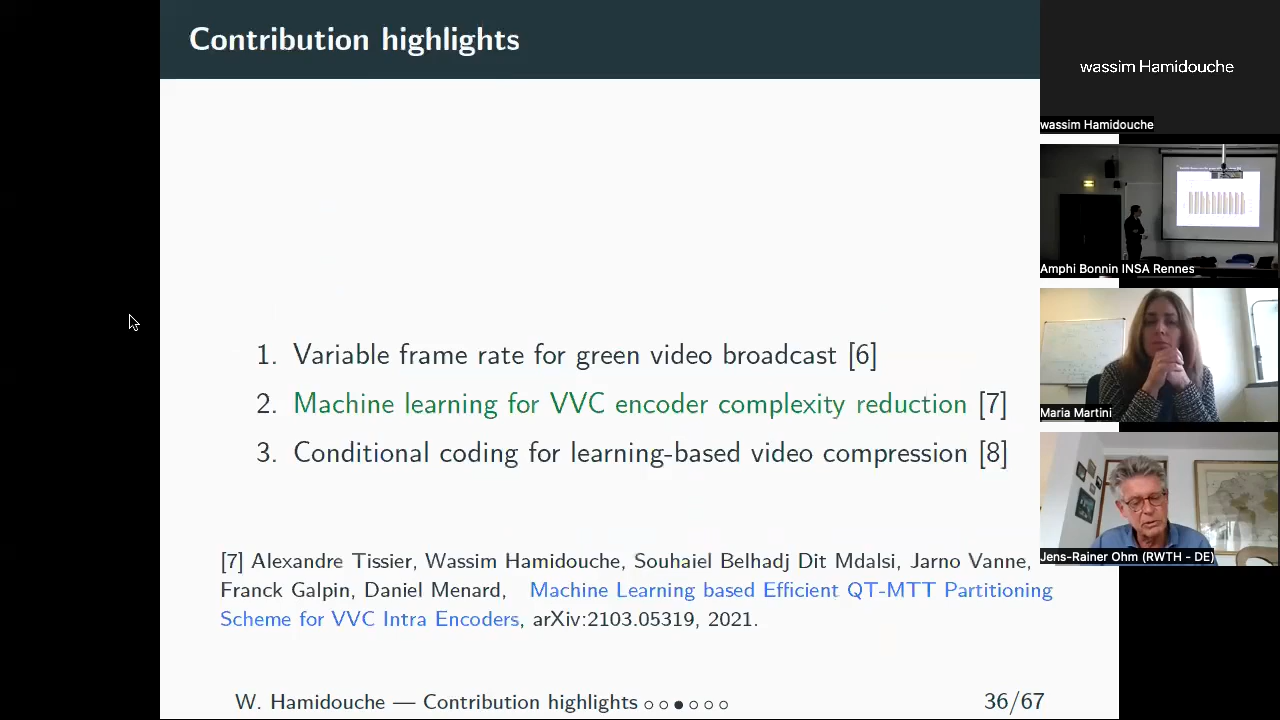 Contribution highlights
1. Variable frame rate for green video broadcast [6]
2. Machine learning for VVC encoder complexity reduction [7]
3. Conditional coding for learning-based video compression [8]
[7] Alexandre Tissier, Wassim Hamidouche, Souhaiel Belhadj Dit Mdalsi, Jarno Vanne,
Franck Galpin, Daniel Menard, Machine Learning based Efficient QT-MTT Partitioning
Scheme for VVC Intra Encoders, arXiv:2103.05319, 2021.
W. Hamidouche — Contribution highlights
36/67
wassim Hamidouche
wassim Hamidouche
Amphi Bonnin INSA Rennes
Maria Martini
Jens-Rainer Ohm (RWTH - DE)